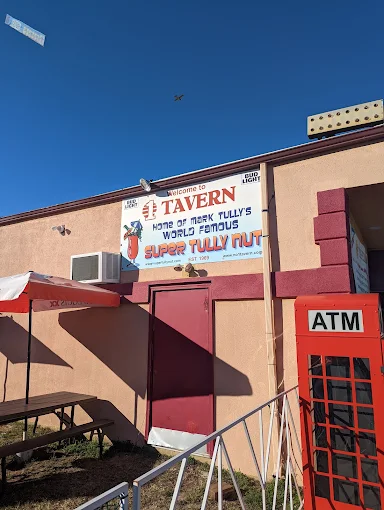 BUD
LIGHT
Welcome to
BUD
LIGHT
1 TAVERN
HOME OF MARK TULLY'S
WORLD FAMOUS
SUPER TULLY NUT
EST. 1969
ATM